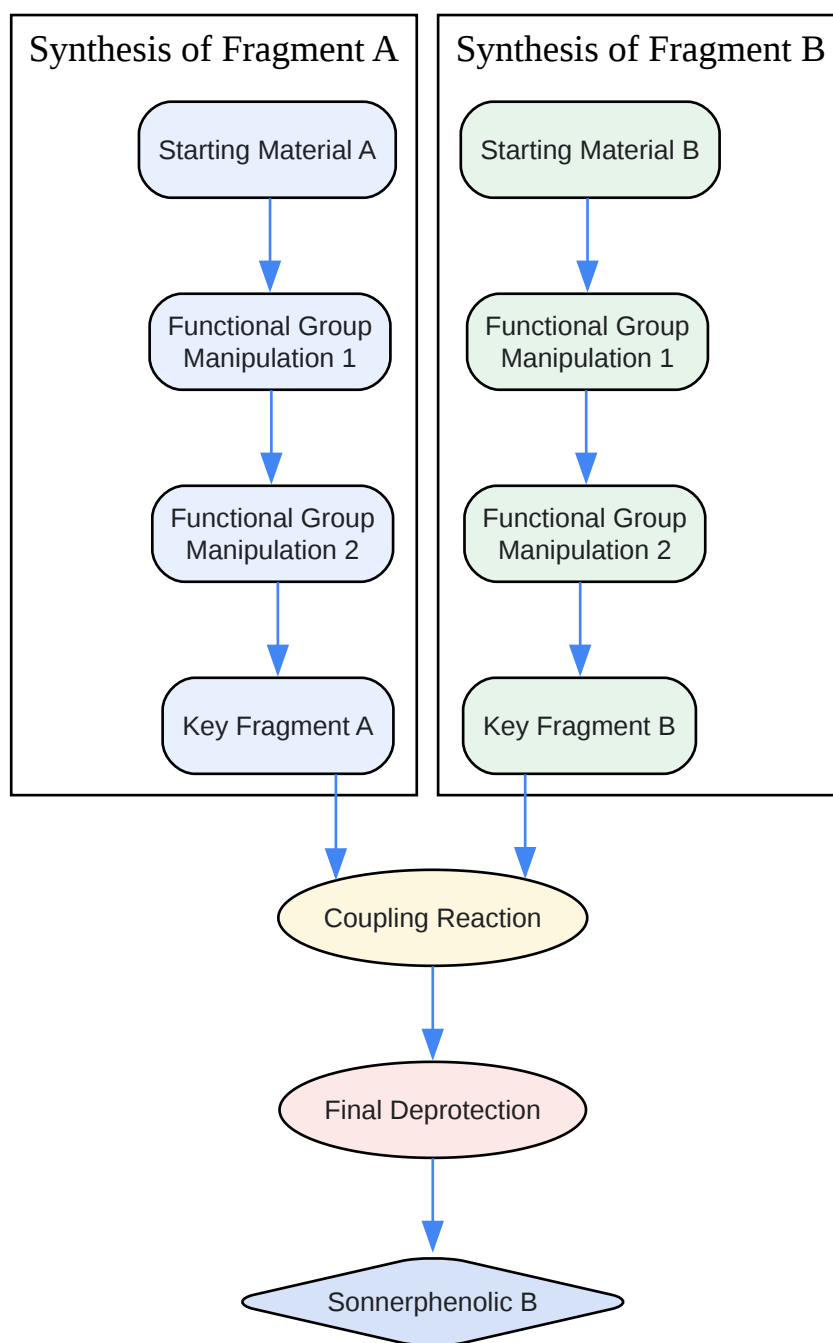 Synthesis of Fragment A
Starting Material A
Functional Group
Manipulation 1
Functional Group
Manipulation 2
Key Fragment A
Synthesis of Fragment B
Starting Material B
Functional Group
Manipulation 1
Functional Group
Manipulation 2
Key Fragment B
Coupling Reaction
Final Deprotection
Sonnerphenolic B